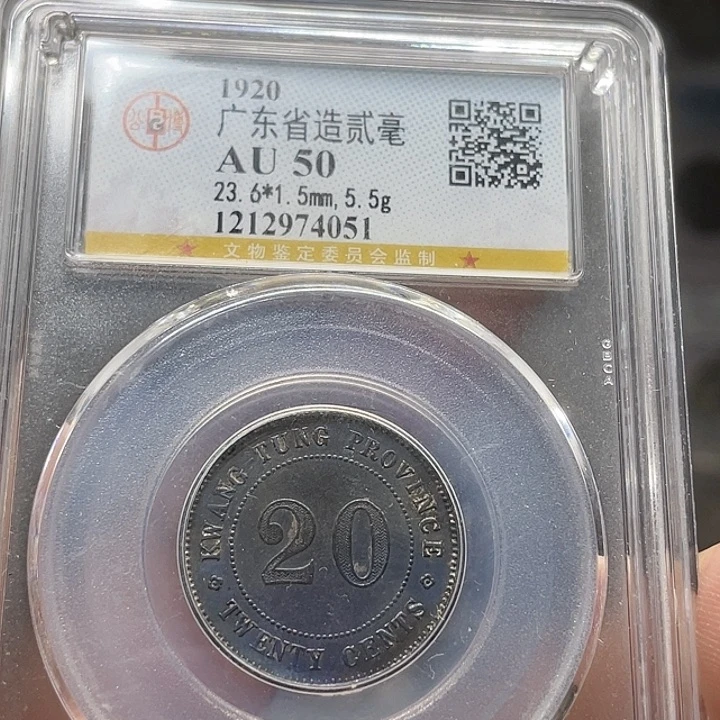 1920
广东省造贰毫
AU 50
23.6*1.5mm,5.5g
1212974051
文物鉴定委员会监制
GBCA
KWANG-TUNG PROVINCE
20
TWENTY CENTS